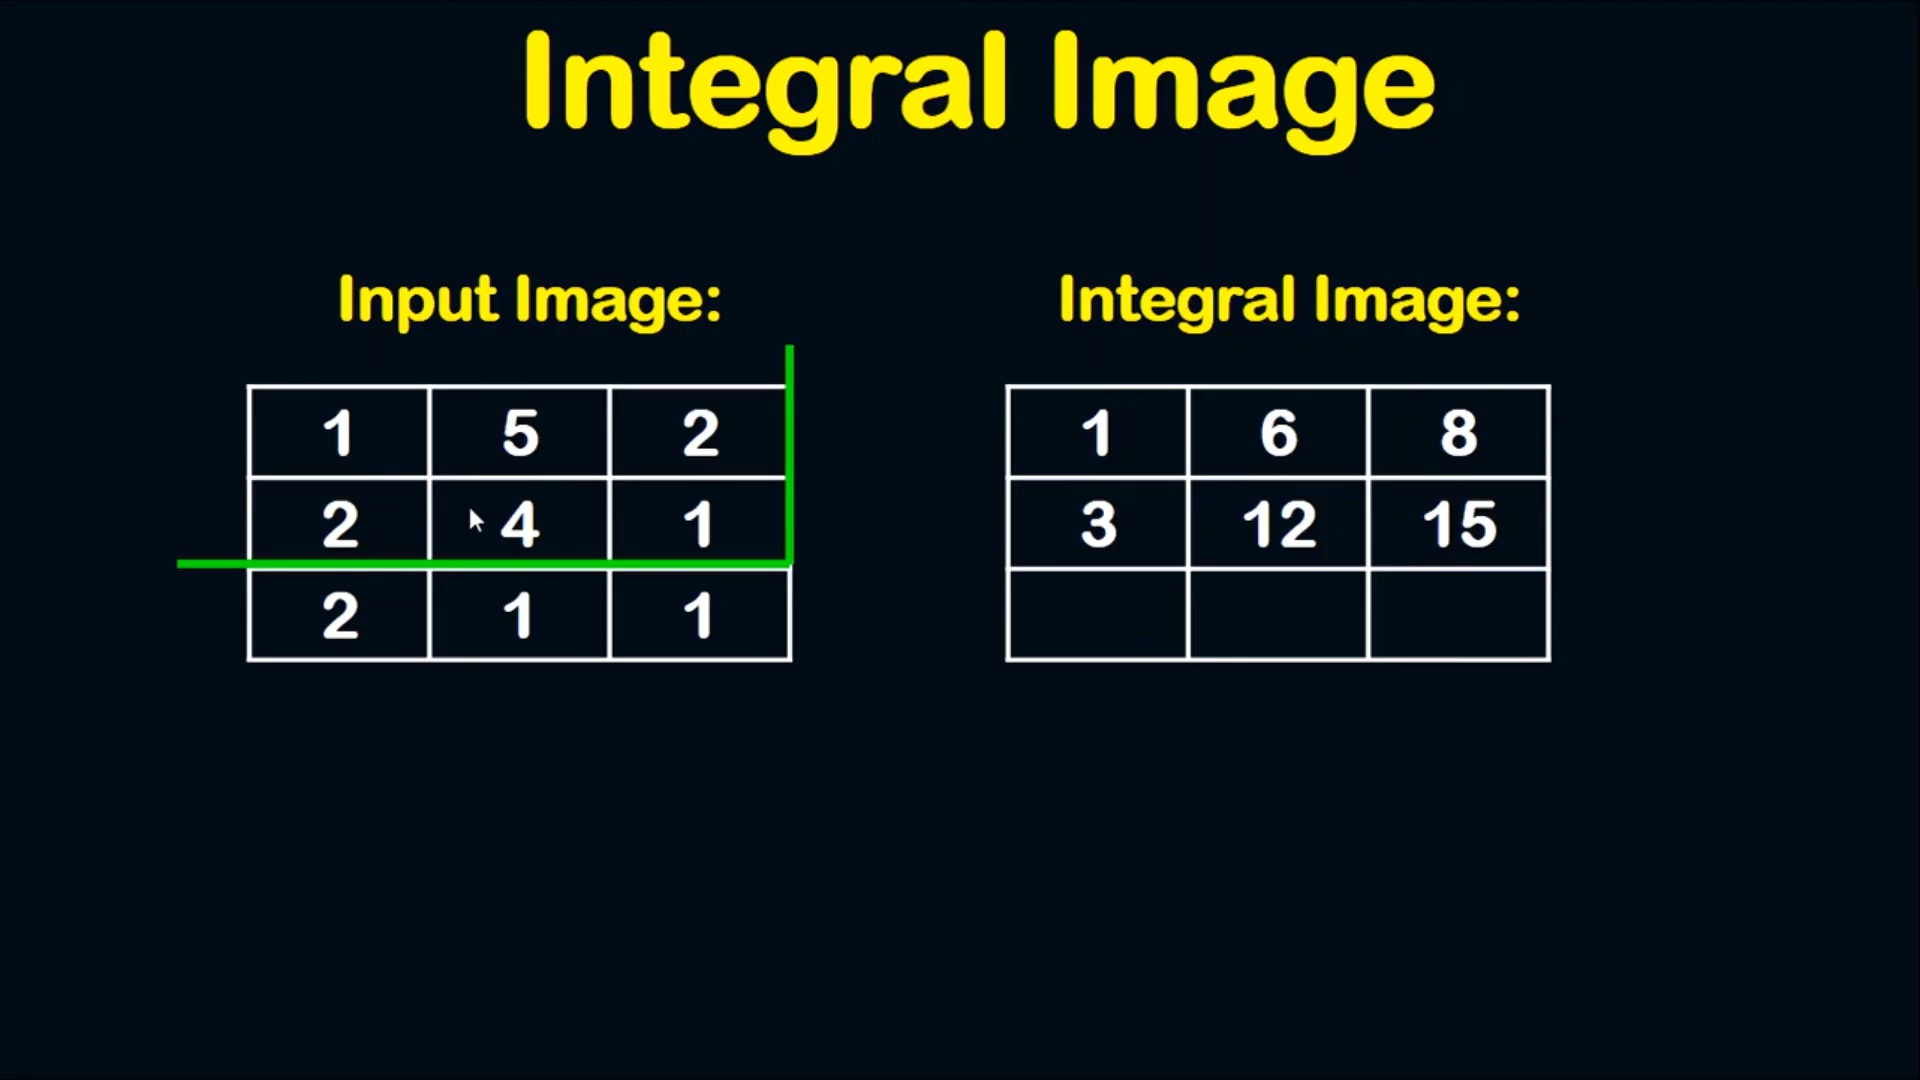 Integral Image
Input Image:
1 5 2
2 4 1
2 1 1
Integral Image:
1 6 8
3 12 15